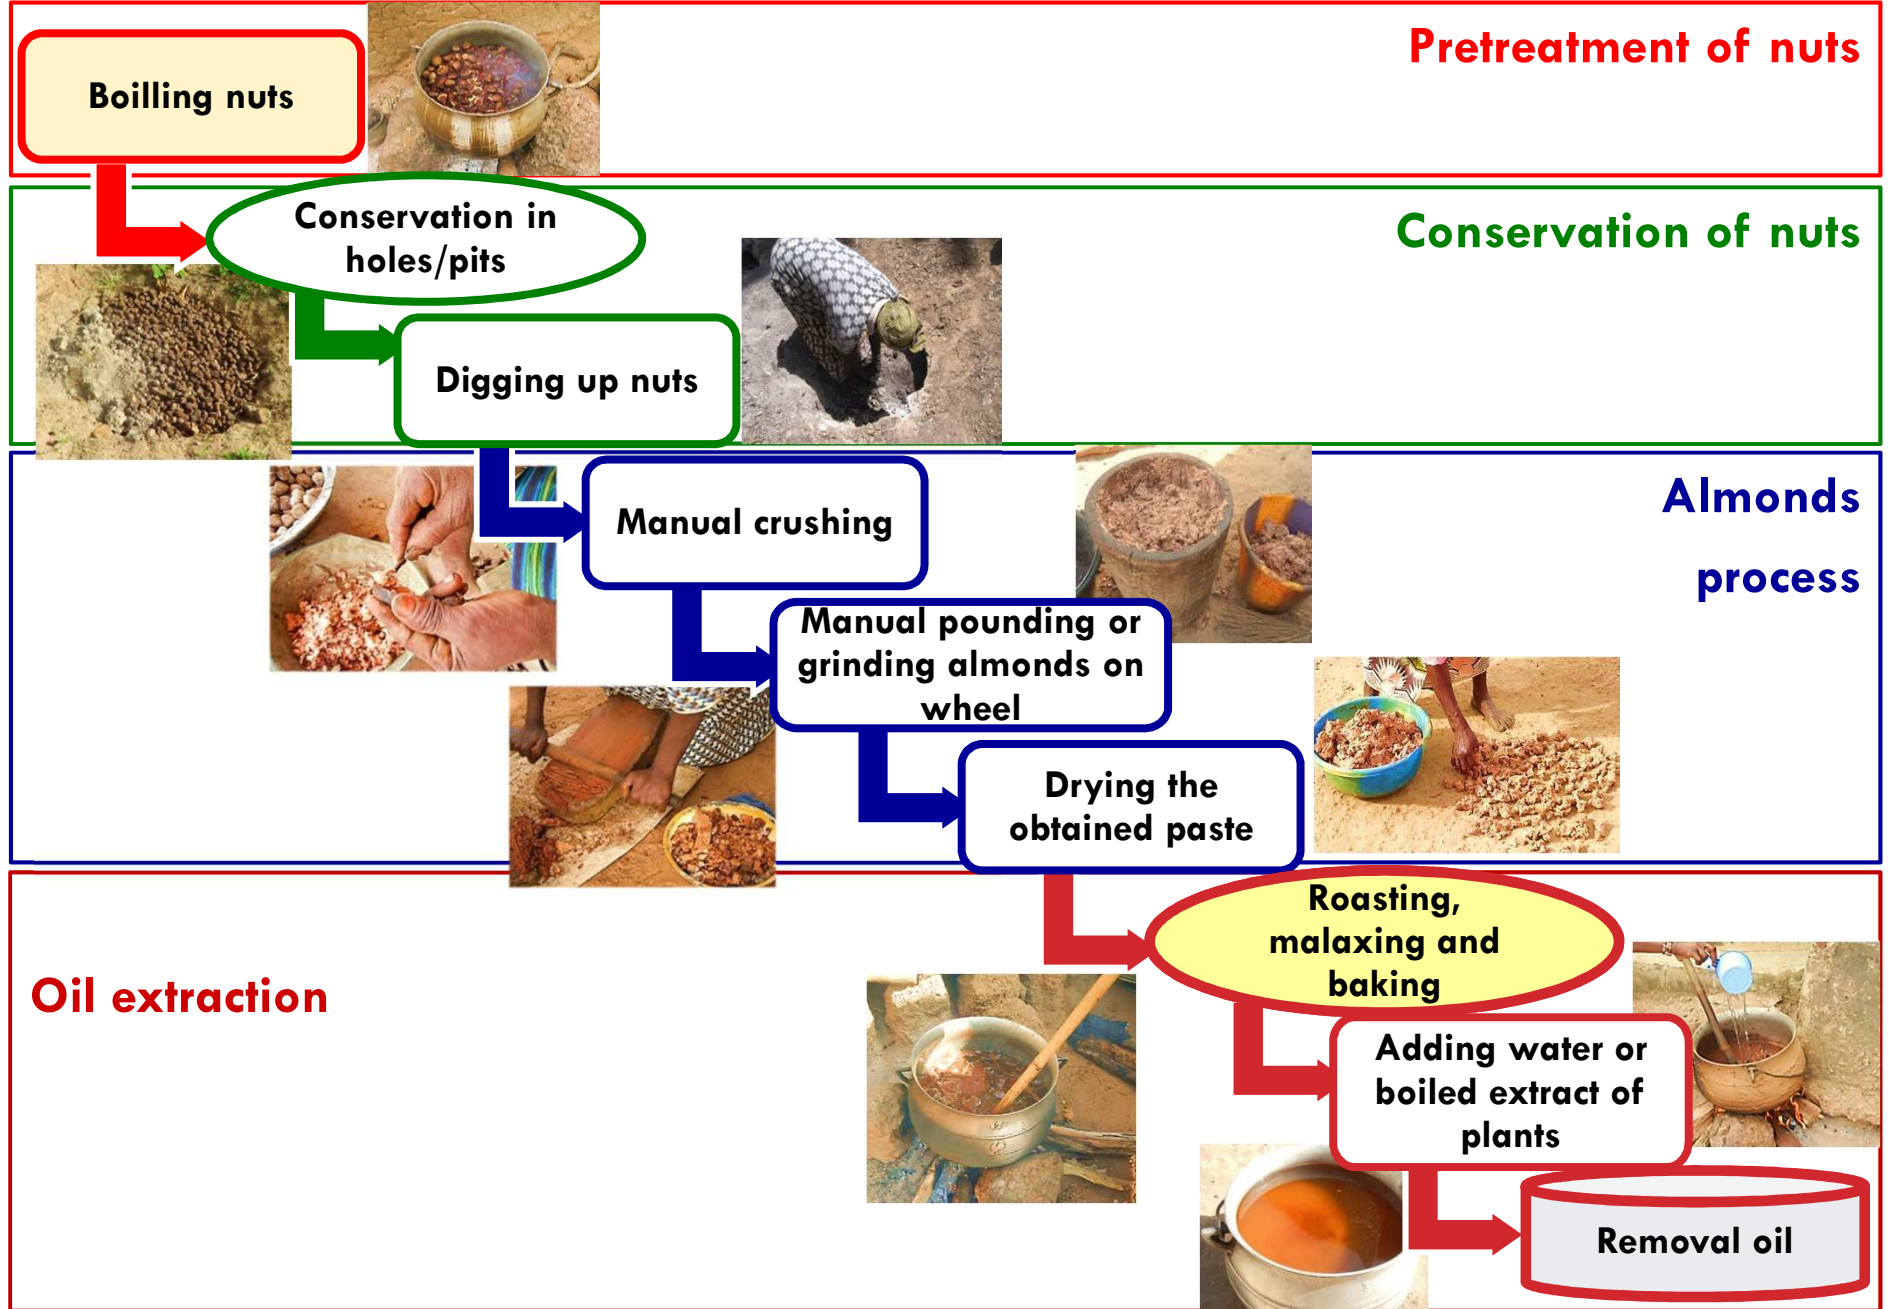 Pretreatment of nuts
Boilling nuts
Conservation of nuts
Conservation in
holes/pits
Digging up nuts
Almonds
process
Manual crushing
Manual pounding or
grinding almonds on
wheel
Drying the
obtained paste
Oil extraction
Roasting,
malaxing and
baking
Adding water or
boiled extract of
plants
Removal oil